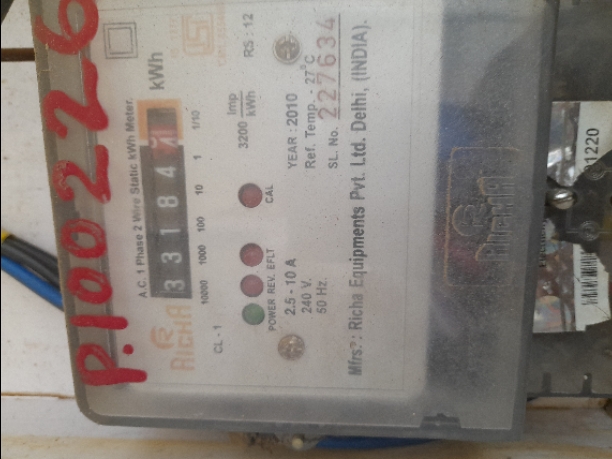 P.100226
A.C. 1 Phase 2 Wire Static kWh Meter.
3 3 1 8 4 kWh
10000 1000 100 10 1 1/10
RICHA
CL - 1
3200 Imp/kWh
RS : 12
POWER REV. EFLT CAL
2.5 - 10 A
240 V.
50 Hz.
YEAR : 2010
Ref. Temp. - 27°C
SL. No. 227634
Mfrs? : Richa Equipments Pvt. Ltd. Delhi, (INDIA).
RICHA
1220